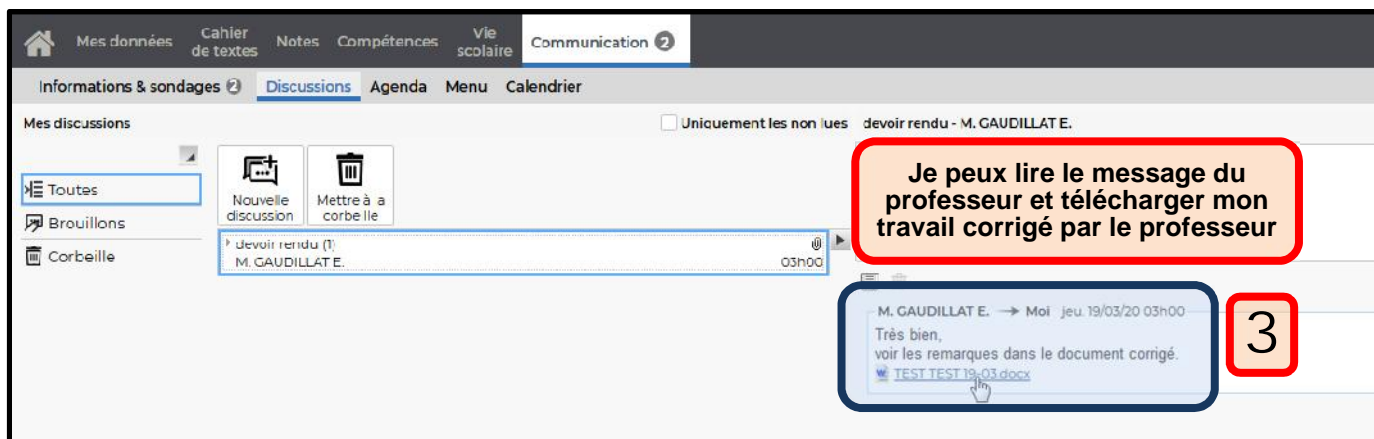 Mes données
Cahier
de textes
Notes
Compétences
Vie
scolaire
Communication 2
Informations & sondages 2 Discussions Agenda Menu Calendrier
Mes discussions
Uniquement les non lues
devoir rendu - M. GAUDILLAT E.
Je peux lire le message du
professeur et télécharger mon
travail corrigé par le professeur
Toutes
Brouillons
Corbeille
Nouvelle
discussion
Mettre à a
corbe lle
devoir rendu (1)
M. GAUDILLAT E. 03h00
M. GAUDILLAT E. → Moi jeu. 19/03/20 03h00
Très bien,
voir les remarques dans le document corrigé.
TEST TEST 19-03.docx
3